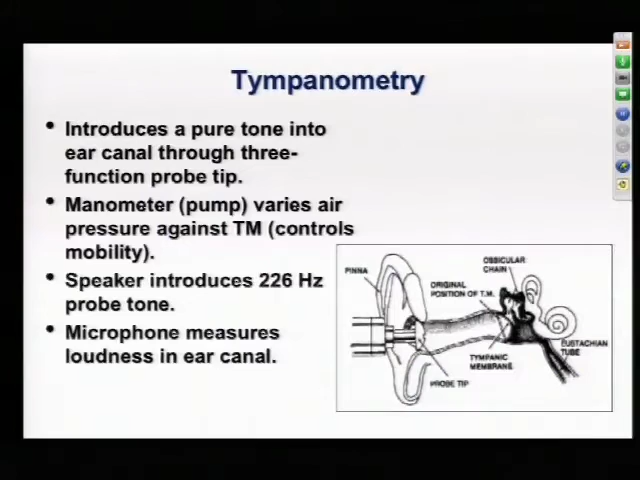 Tympanometry
• Introduces a pure tone into
ear canal through three-
function probe tip.
• Manometer (pump) varies air
pressure against TM (controls
mobility).
• Speaker introduces 226 Hz
probe tone.
• Microphone measures
loudness in ear canal.
OSSICULAR
CHAIN
PINNA
ORIGINAL
POSITION OF T.M.
EUSTACHIAN
TUBE
TYMPANIC
MEMBRANE
PROBE TIP